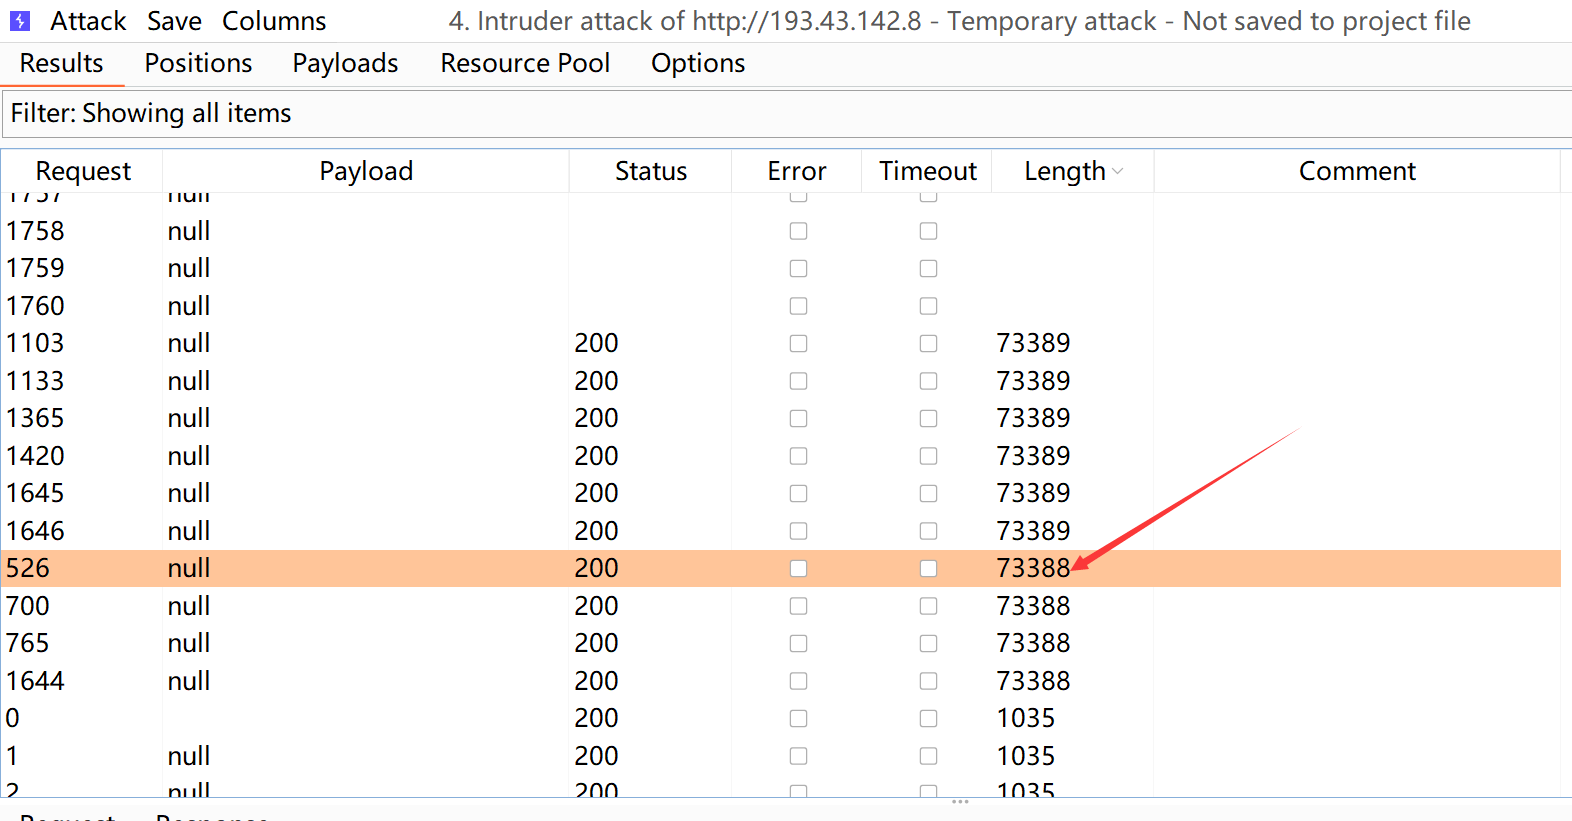 Attack Save Columns 4. Intruder attack of http://193.43.142.8 - Temporary attack - Not saved to project file
Results Positions Payloads Resource Pool Options
Filter: Showing all items
Request Payload Status Error Timeout Length Comment
1757 null
1758 null
1759 null
1760 null
1103 null 200 73389
1133 null 200 73389
1365 null 200 73389
1420 null 200 73389
1645 null 200 73389
1646 null 200 73389
526 null 200 73388
700 null 200 73388
765 null 200 73388
1644 null 200 73388
0 200 1035
1 null 200 1035
2 null 200 1035
Request Response